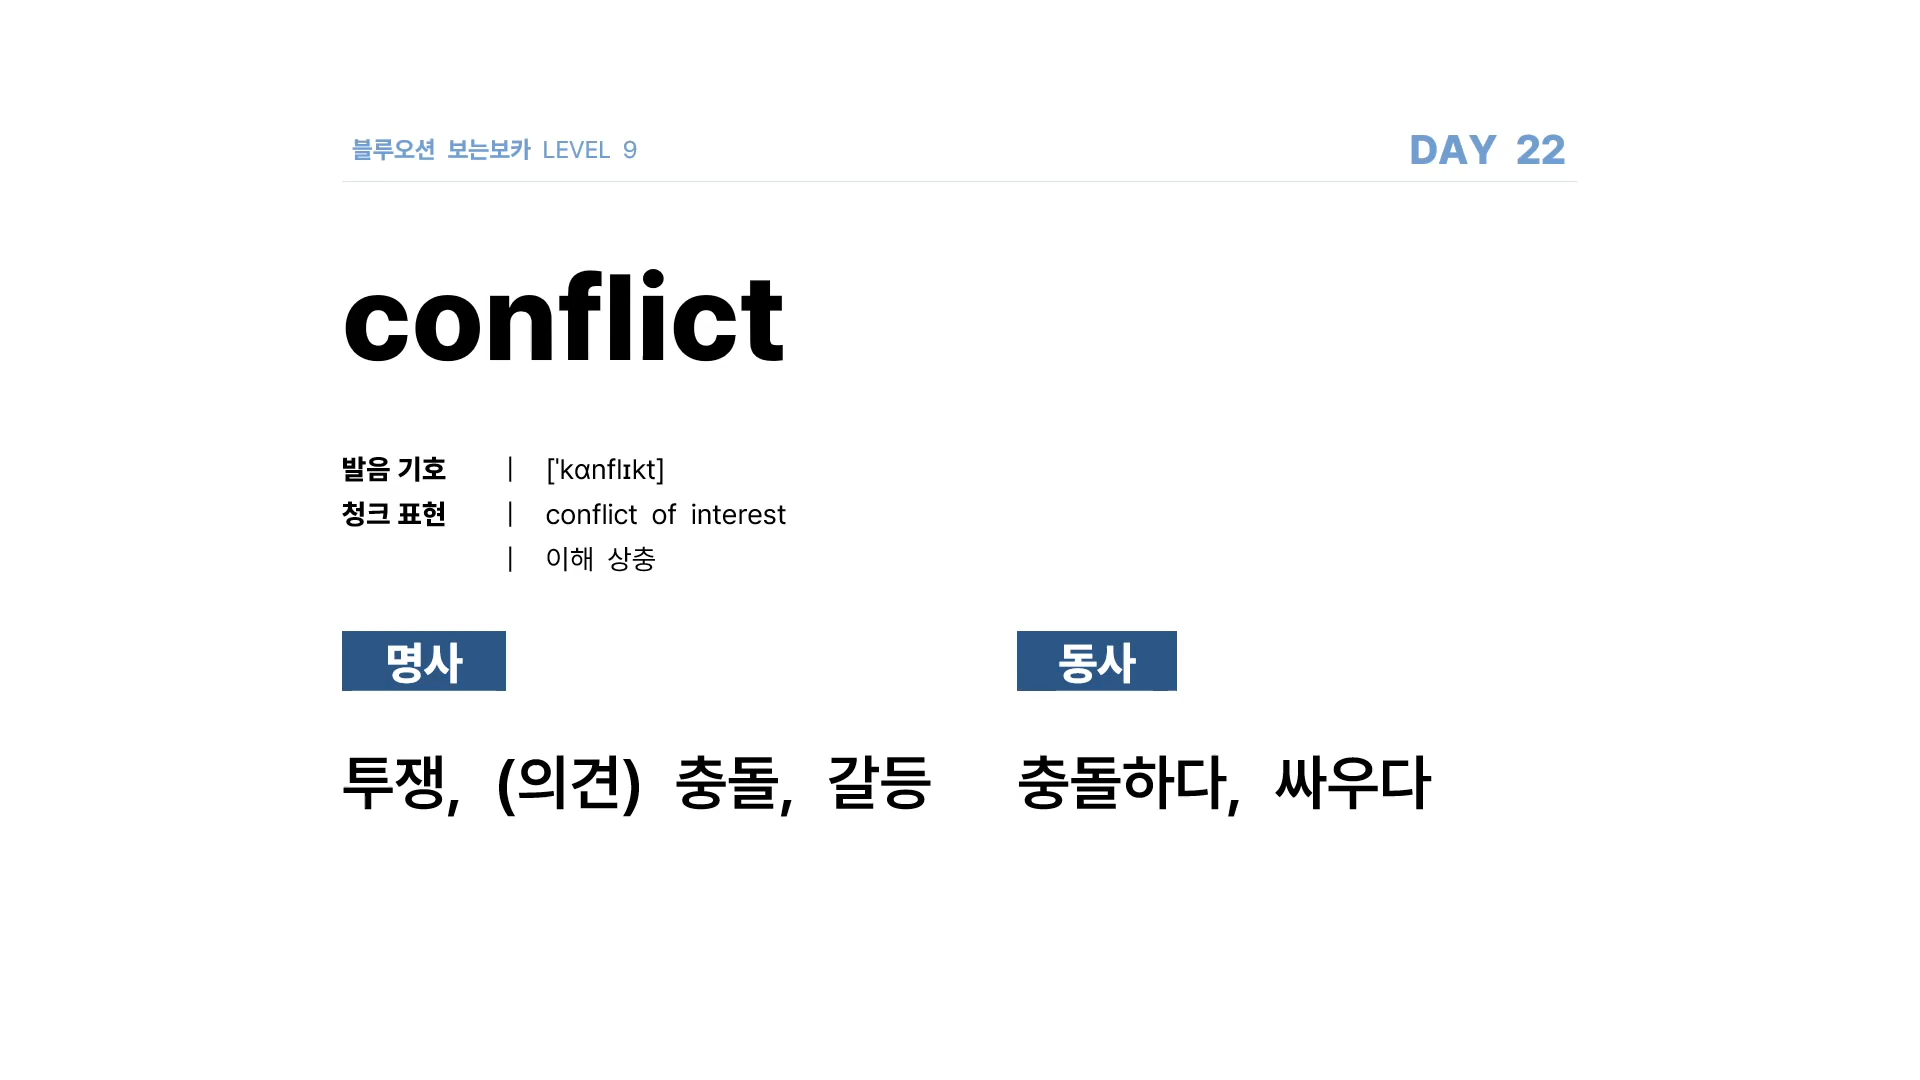 블루오션 보는보카 LEVEL 9
DAY 22
conflict
발음 기호 | [ˈkɑnflɪkt]
청크 표현 | conflict of interest
| 이해 상충
명사
동사
투쟁, (의견) 충돌, 갈등
충돌하다, 싸우다